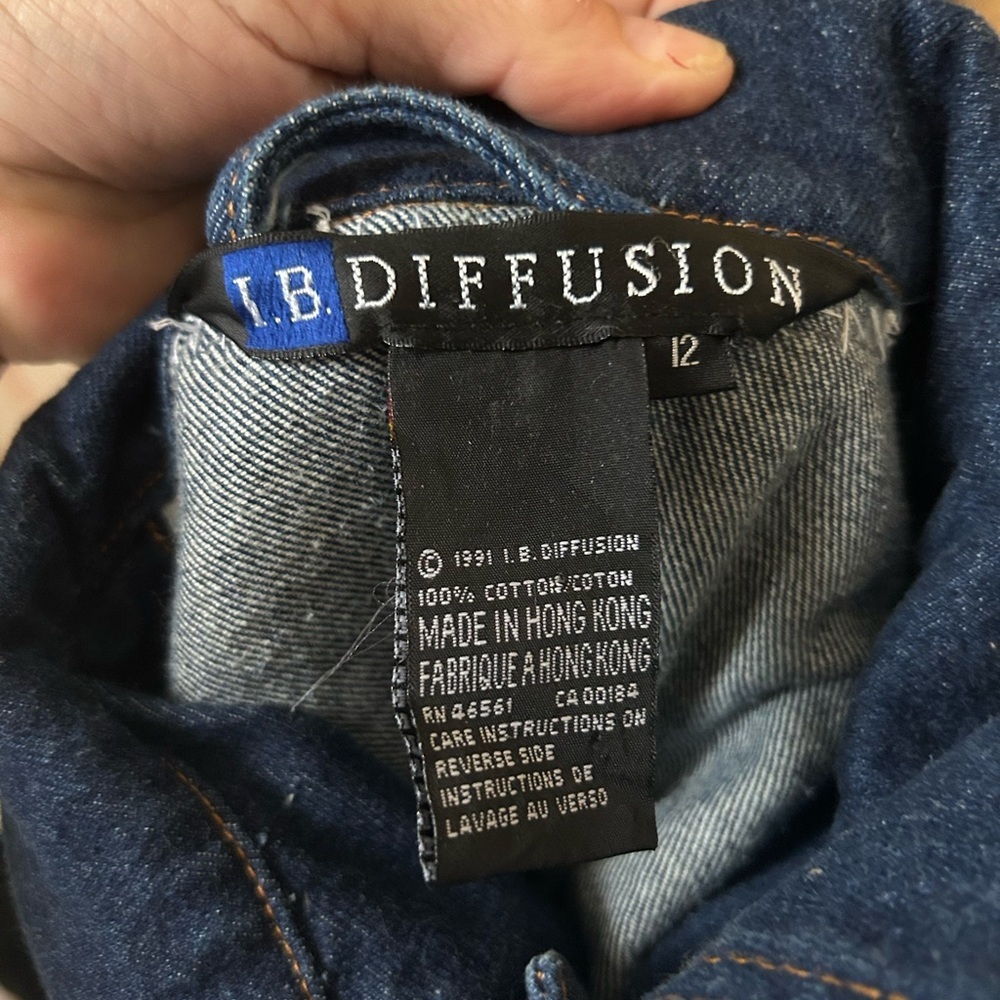 I.B. DIFFUSION
12
© 1991 I.B. DIFFUSION
100% COTTON/COTON
MADE IN HONG KONG
FABRIQUE A HONG KONG
RN 46561 CA 00184
CARE INSTRUCTIONS ON
REVERSE SIDE
INSTRUCTIONS DE
LAVAGE AU VERSO